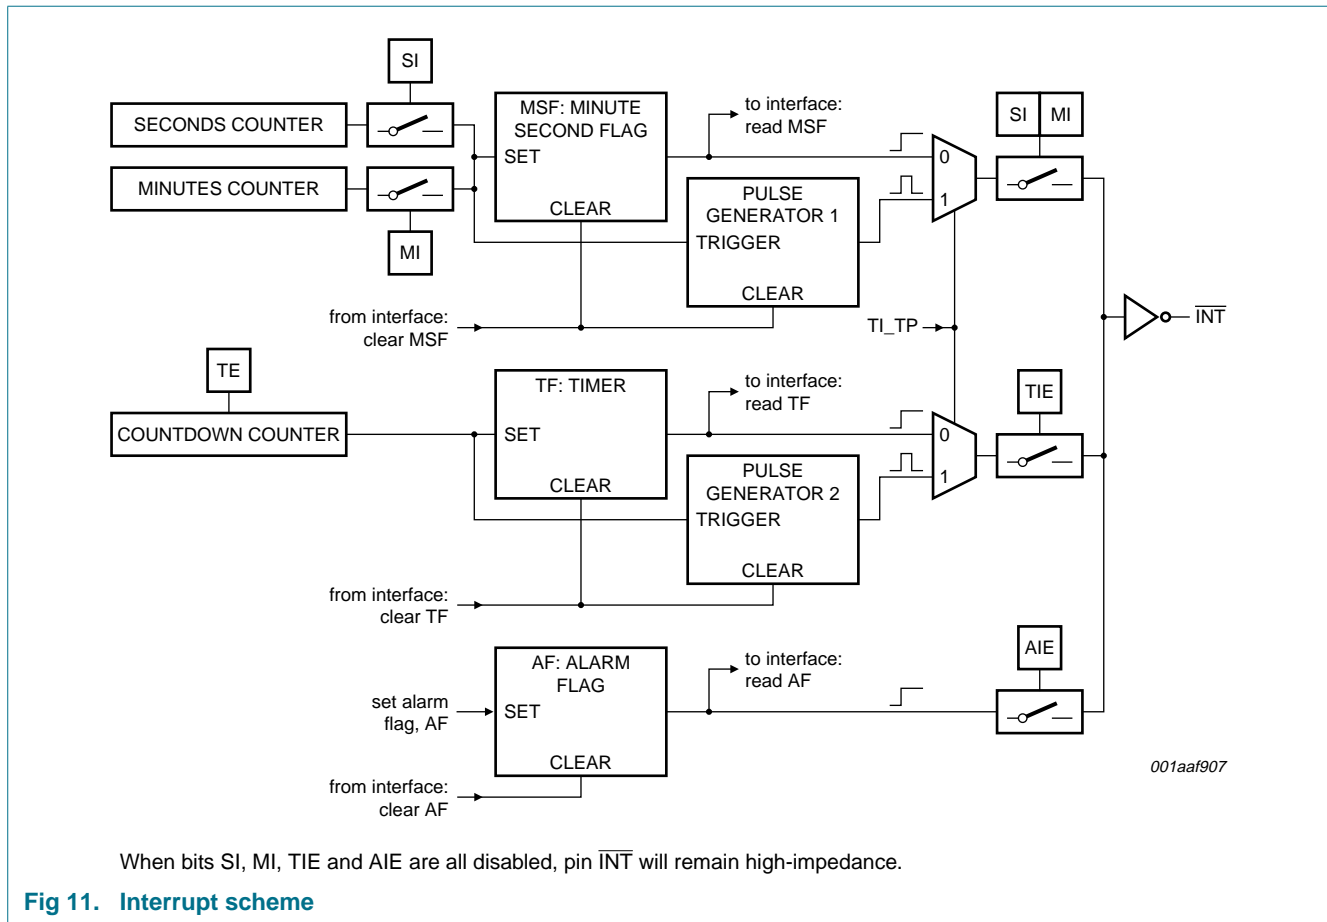 SI
SECONDS COUNTER
MINUTES COUNTER
MI
MSF: MINUTE
SECOND FLAG
SET
CLEAR
to interface:
read MSF
PULSE
GENERATOR 1
TRIGGER
CLEAR
0
1
SI MI
from interface:
clear MSF
TI_TP
INT
TE
COUNTDOWN COUNTER
TF: TIMER
SET
CLEAR
to interface:
read TF
PULSE
GENERATOR 2
TRIGGER
CLEAR
0
1
TIE
from interface:
clear TF
AF: ALARM
FLAG
SET
CLEAR
set alarm
flag, AF
to interface:
read AF
AIE
from interface:
clear AF
001aaf907
When bits SI, MI, TIE and AIE are all disabled, pin INT will remain high-impedance.
Fig 11. Interrupt scheme